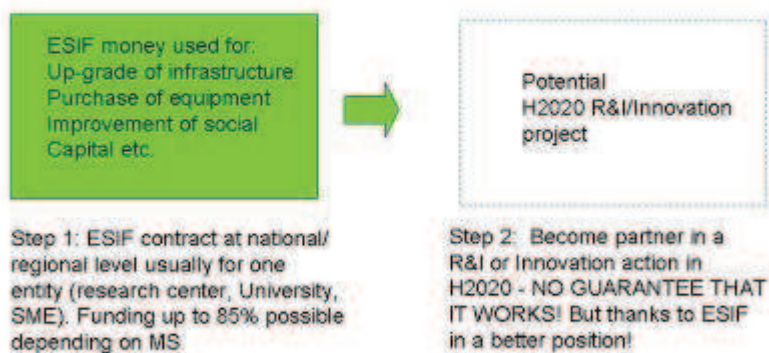 ESIF money used for:
Up-grade of infrastructure
Purchase of equipment
Improvement of social
Capital etc.
Potential
H2020 R&I/Innovation
project
Step 1: ESIF contract at national/
regional level usually for one
entity (research center, University,
SME). Funding up to 85% possible
depending on MS
Step 2:  Become partner in a
R&I or Innovation action in
H2020 - NO GUARANTEE THAT
IT WORKS! But thanks to ESIF
in a better position!